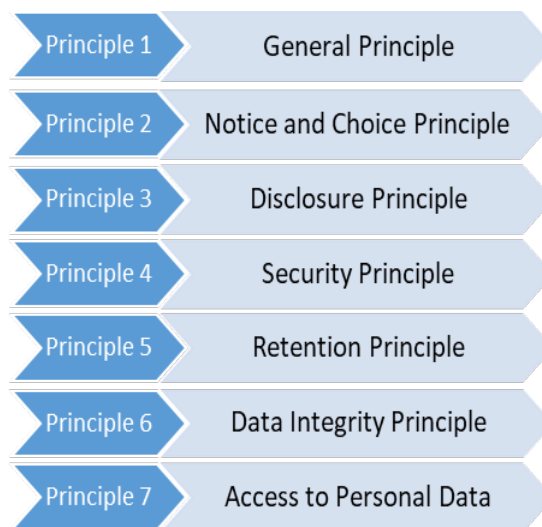 Principle 1 General Principle
Principle 2 Notice and Choice Principle
Principle 3 Disclosure Principle
Principle 4 Security Principle
Principle 5 Retention Principle
Principle 6 Data Integrity Principle
Principle 7 Access to Personal Data